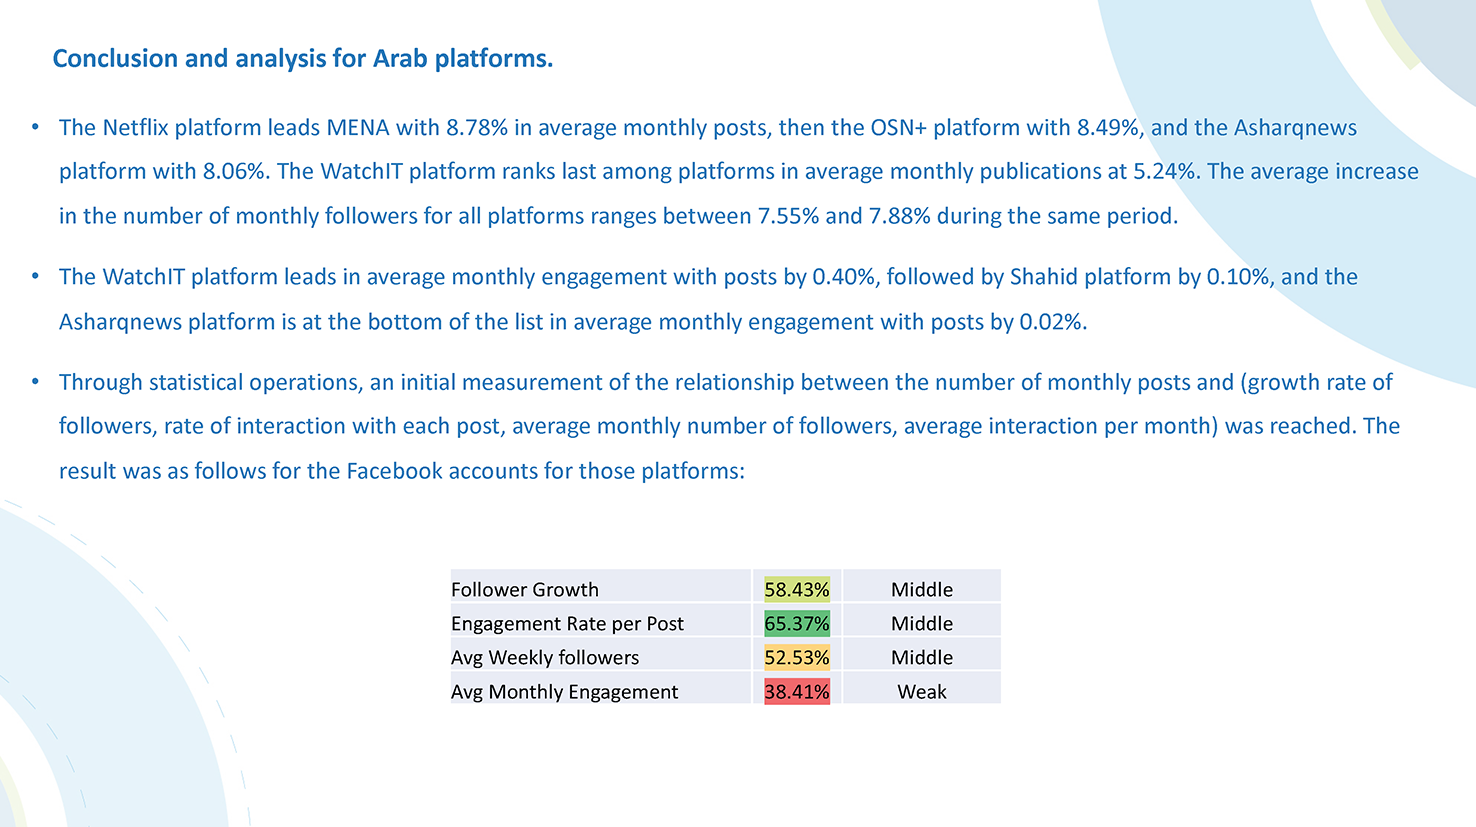 Conclusion and analysis for Arab platforms.
• The Netflix platform leads MENA with 8.78% in average monthly posts, then the OSN+ platform with 8.49%, and the Asharqnews
platform with 8.06%. The WatchIT platform ranks last among platforms in average monthly publications at 5.24%. The average increase
in the number of monthly followers for all platforms ranges between 7.55% and 7.88% during the same period.
• The WatchIT platform leads in average monthly engagement with posts by 0.40%, followed by Shahid platform by 0.10%, and the
Asharqnews platform is at the bottom of the list in average monthly engagement with posts by 0.02%.
• Through statistical operations, an initial measurement of the relationship between the number of monthly posts and (growth rate of
followers, rate of interaction with each post, average monthly number of followers, average interaction per month) was reached. The
result was as follows for the Facebook accounts for those platforms:
Follower Growth 58.43% Middle
Engagement Rate per Post 65.37% Middle
Avg Weekly followers 52.53% Middle
Avg Monthly Engagement 38.41% Weak